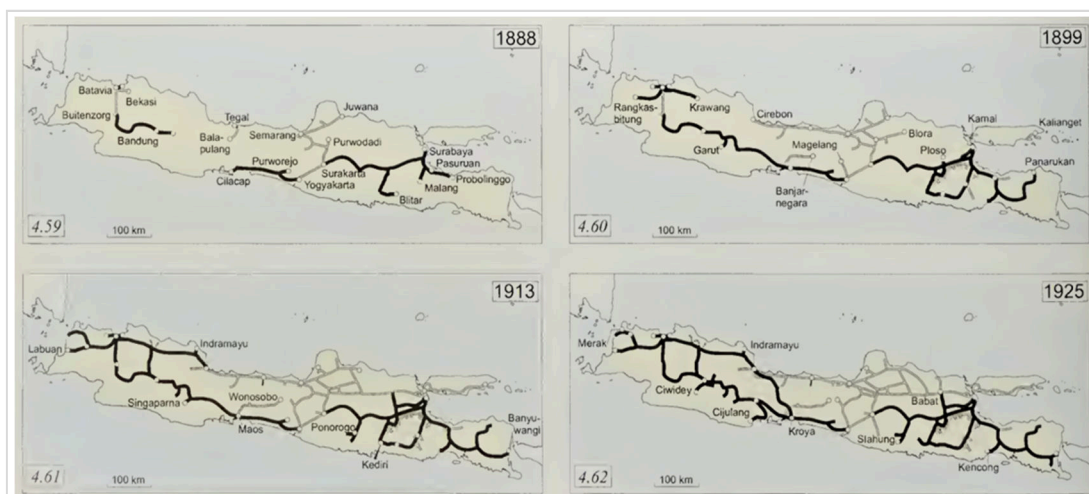 1888
Batavia
Bekasi
Buitenzorg
Bandung
Tegal
Bala-
pulang
Semarang
Juwana
Purwodadi
Purworejo
Cilacap
Yogyakarta
Surakarta
Surabaya
Pasuruan
Probolinggo
Malang
Blitar
4.59
100 km
1899
Rangkas-
bitung
Krawang
Cirebon
Garut
Magelang
Banjar-
negara
Blora
Ploso
Kamal
Kalianget
Panarukan
4.60
100 km
1913
Labuan
Indramayu
Singaparna
Wonosobo
Maos
Ponorogo
Kediri
Banyu-
wangi
4.61
100 km
1925
Merak
Indramayu
Ciwidey
Cijulang
Kroya
Babat
Slahung
Kencong
4.62
100 km